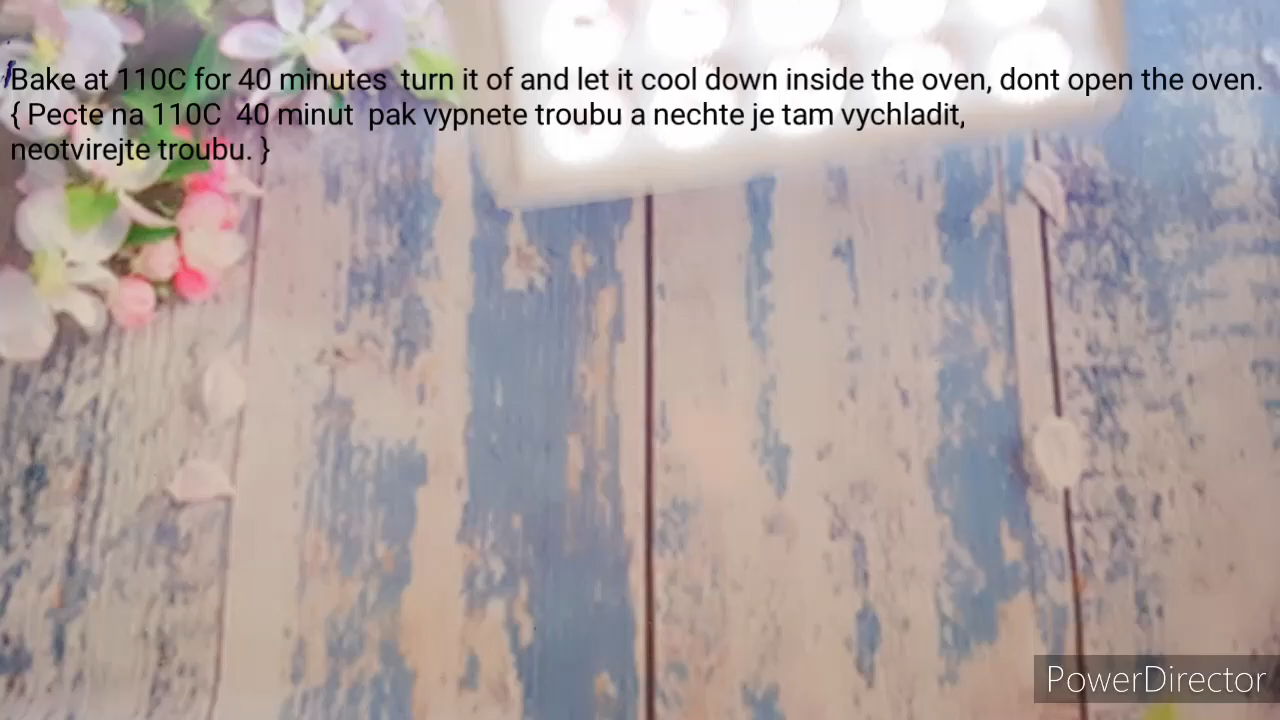 Bake at 110C for 40 minutes  turn it of and let it cool down inside the oven, dont open the oven.
{ Pecte na 110C  40 minut  pak vypnete troubu a nechte je tam vychladit,
neotvirejte troubu. }
PowerDirector